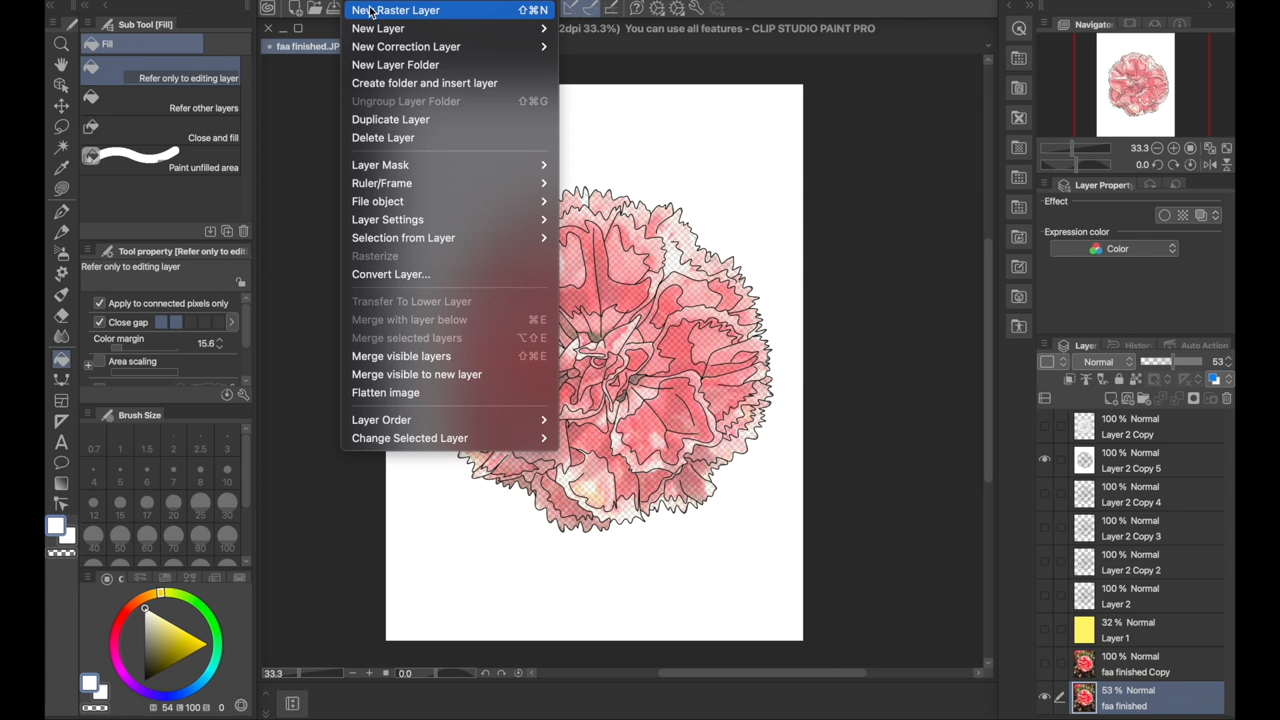 Sub Tool [Fill]
Fill
Refer only to editing layer
Refer other layers
Close and fill
Paint unfilled area
Tool property [Refer only to edit
Refer only to editing layer
Apply to connected pixels only
Close gap
Color margin
15.6
Area scaling
Brush Size
0.7 1 1.5 2 2.5 3
4 5 6 7 8 10
12 15 17 20 25 30
40 50 60 70 80 100
C
54 100 S 0
New Raster Layer ⇧⌘N
New Layer
New Correction Layer
New Layer Folder
Create folder and insert layer
Ungroup Layer Folder ⇧⌘G
Duplicate Layer
Delete Layer
Layer Mask
Ruler/Frame
File object
Layer Settings
Selection from Layer
Rasterize
Convert Layer...
Transfer To Lower Layer
Merge with layer below ⌘E
Merge selected layers ⌥⇧E
Merge visible layers ⇧⌘E
Merge visible to new layer
Flatten image
Layer Order
Change Selected Layer
2dpi 33.3%) You can use all features - CLIP STUDIO PAINT PRO
faa finished.JP
33.3
0.0
Navigator
33.3
0.0
Layer Property
Effect
Expression color
Color
Layer
Auto Action
Normal 53
100 % Normal
Layer 2 Copy
100 % Normal
Layer 2 Copy 5
100 % Normal
Layer 2 Copy 4
100 % Normal
Layer 2 Copy 3
100 % Normal
Layer 2 Copy 2
100 % Normal
Layer 2
32 % Normal
Layer 1
100 % Normal
faa finished Copy
53 % Normal
faa finished